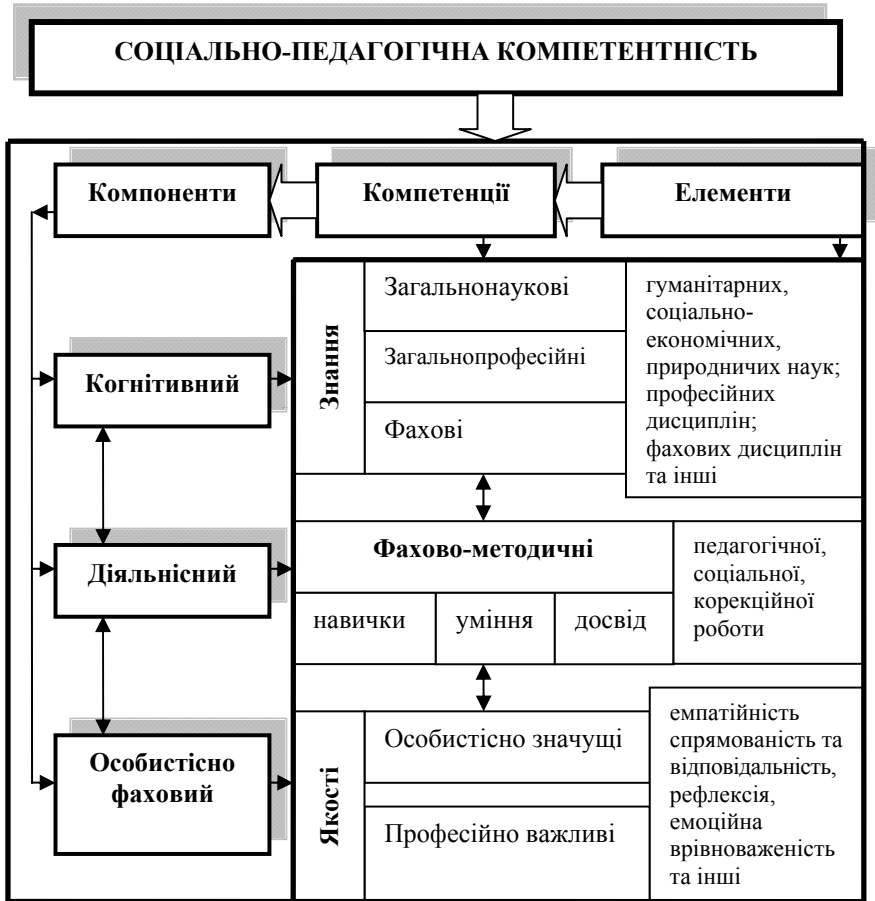 СОЦІАЛЬНО-ПЕДАГОГІЧНА КОМПЕТЕНТНІСТЬ
Компоненти
Компетенції
Елементи
Когнітивний
Знання
Загальнонаукові
Загальнопрофесійні
Фахові
гуманітарних,
соціально-
економічних,
природничих наук;
професійних
дисциплін;
фахових дисциплін
та інші
Діяльнісний
Фахово-методичні
навички
уміння
досвід
педагогічної,
соціальної,
корекційної
роботи
Особистісно
фаховий
Якості
Особистісно значущі
Професійно важливі
емпатійність
спрямованість та
відповідальність,
рефлексія,
емоційна
врівноваженість
та інші